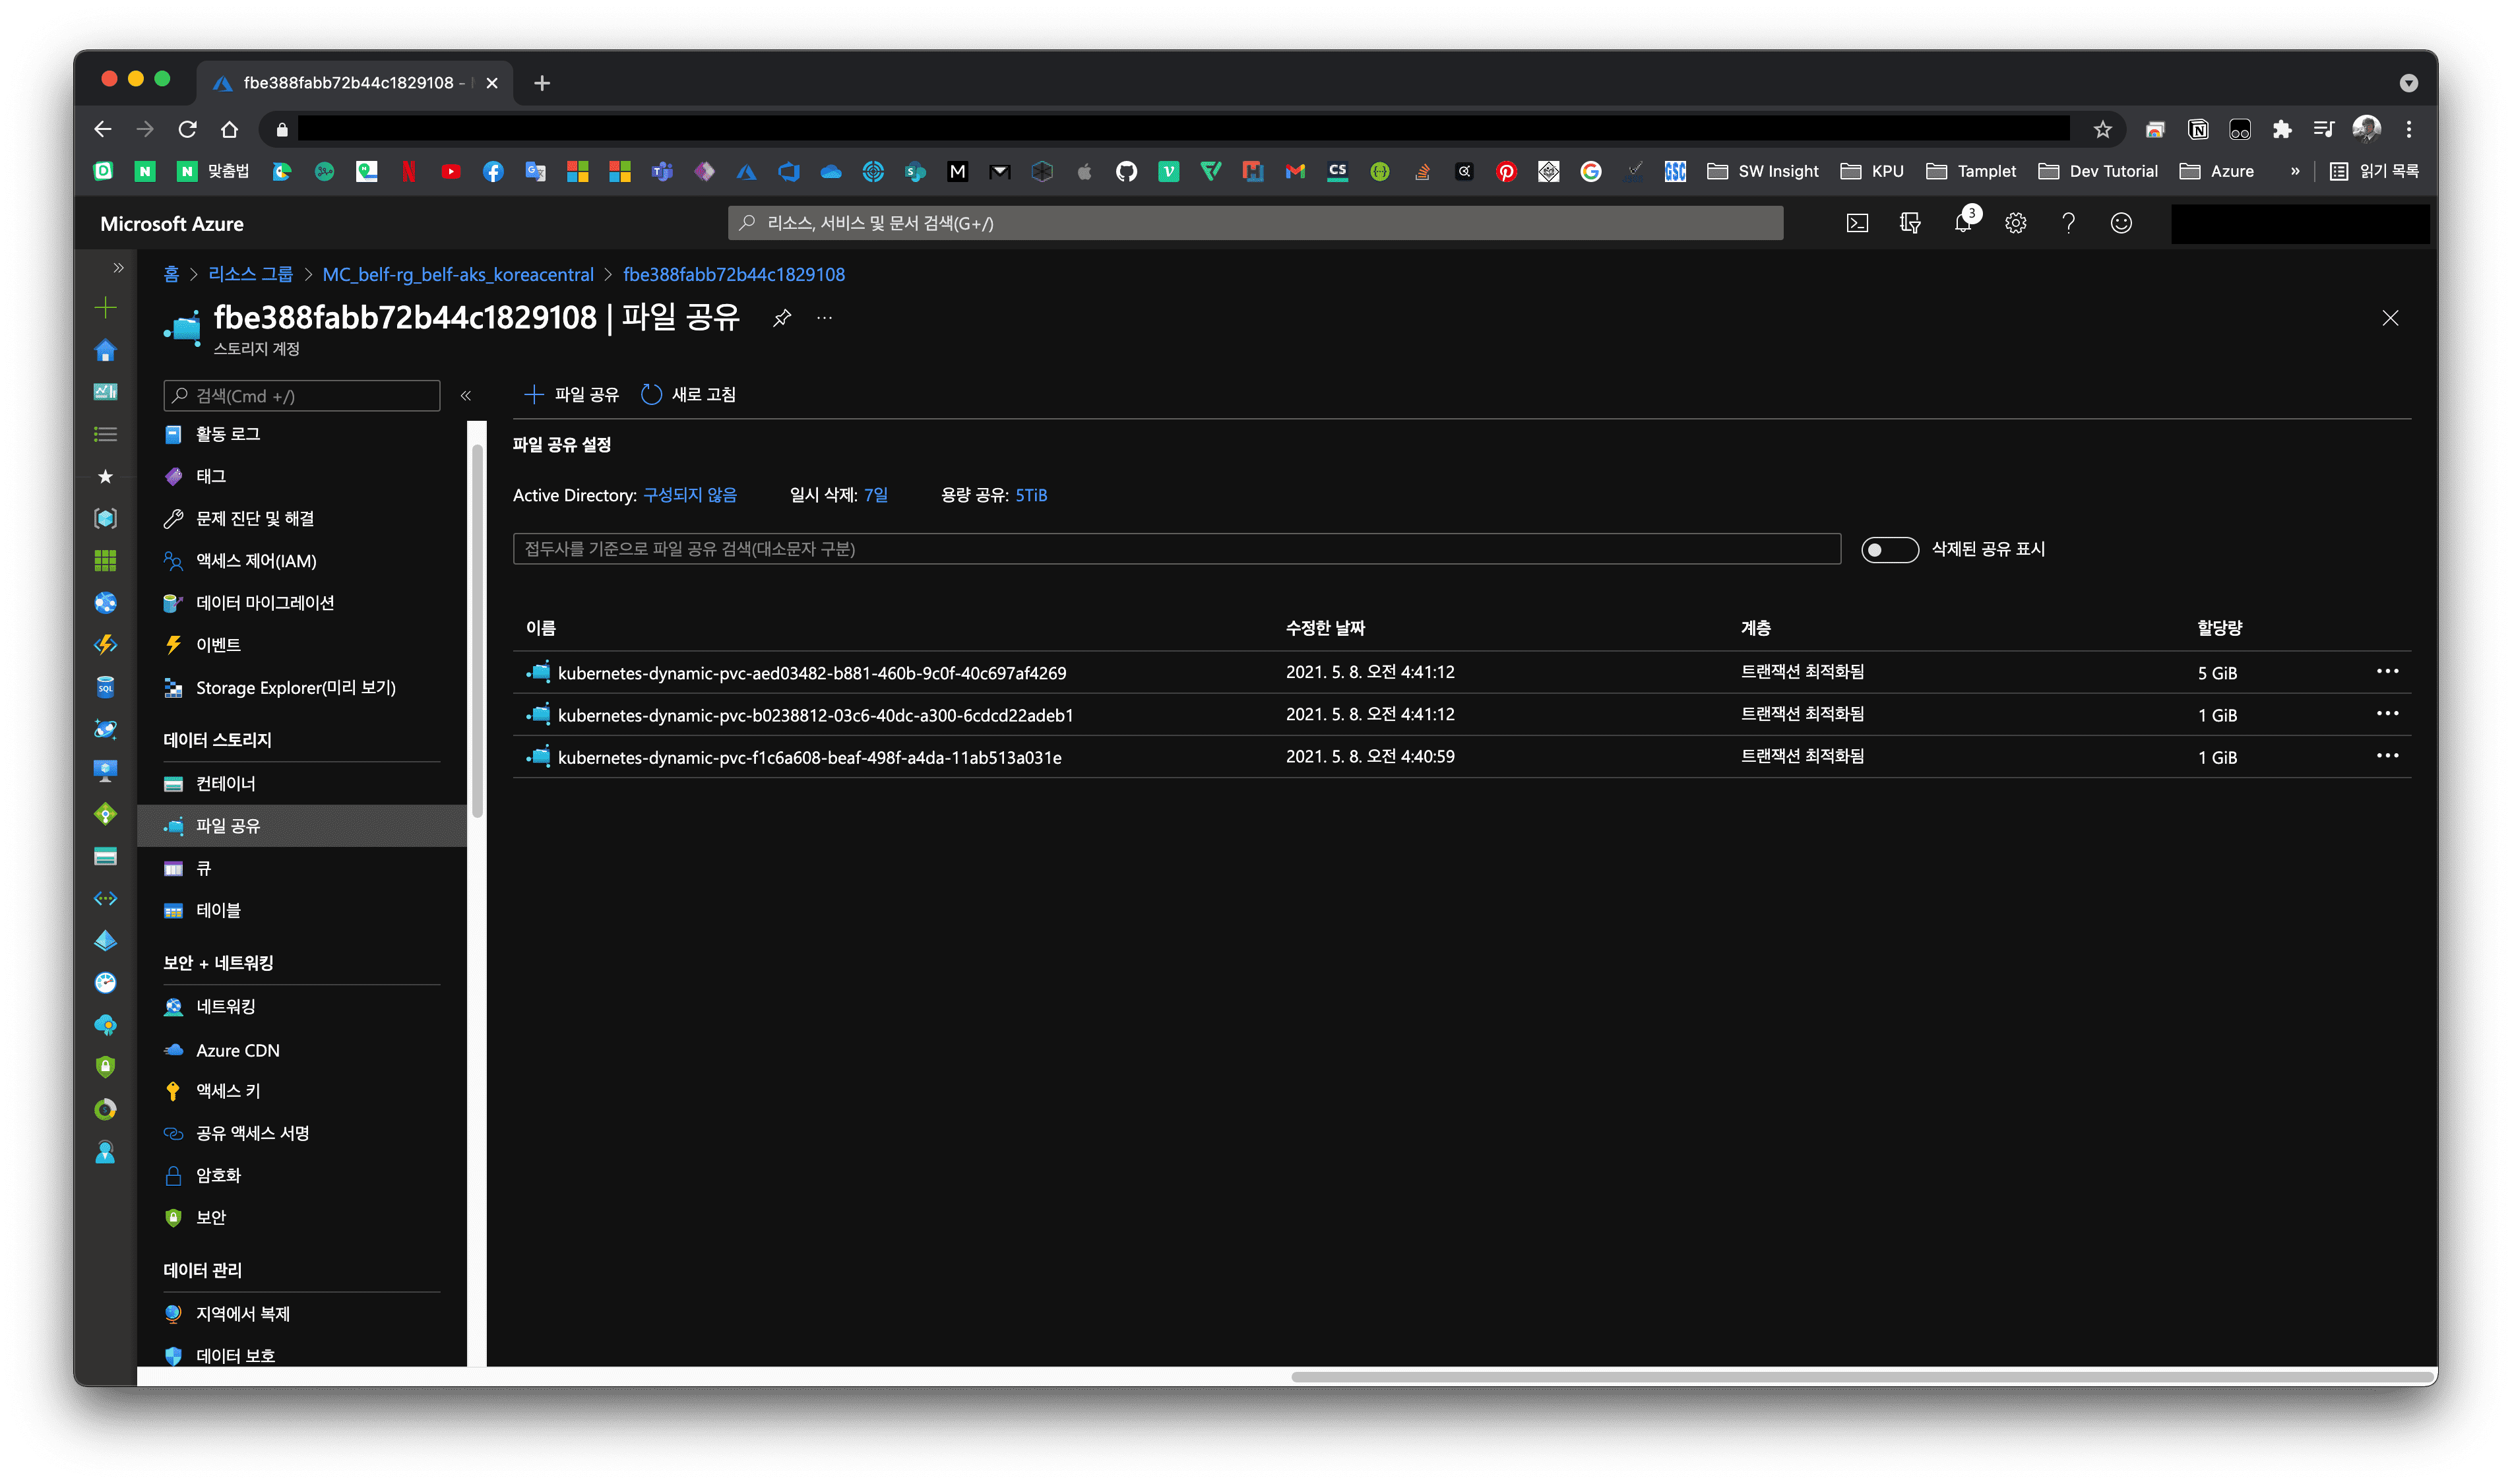 fbe388fabb72b44c1829108 -
맞춤법
SW Insight
KPU
Tamplet
Dev Tutorial
Azure
»
읽기 목록
Microsoft Azure
리소스, 서비스 및 문서 검색(G+/)
3
홈 > 리소스 그룹 > MC_belf-rg_belf-aks_koreacentral > fbe388fabb72b44c1829108
fbe388fabb72b44c1829108 | 파일 공유
스토리지 계정
검색(Cmd +/)
활동 로그
태그
문제 진단 및 해결
액세스 제어(IAM)
데이터 마이그레이션
이벤트
Storage Explorer(미리 보기)
데이터 스토리지
컨테이너
파일 공유
큐
테이블
보안 + 네트워킹
네트워킹
Azure CDN
액세스 키
공유 액세스 서명
암호화
보안
데이터 관리
지역에서 복제
데이터 보호
파일 공유 새로 고침
파일 공유 설정
Active Directory: 구성되지 않음 일시 삭제: 7일 용량 공유: 5TiB
접두사를 기준으로 파일 공유 검색(대소문자 구분)
삭제된 공유 표시
이름 수정한 날짜 계층 할당량
kubernetes-dynamic-pvc-aed03482-b881-460b-9c0f-40c697af4269 2021. 5. 8. 오전 4:41:12 트랜잭션 최적화됨 5 GiB
kubernetes-dynamic-pvc-b0238812-03c6-40dc-a300-6cdcd22adeb1 2021. 5. 8. 오전 4:41:12 트랜잭션 최적화됨 1 GiB
kubernetes-dynamic-pvc-f1c6a608-beaf-498f-a4da-11ab513a031e 2021. 5. 8. 오전 4:40:59 트랜잭션 최적화됨 1 GiB